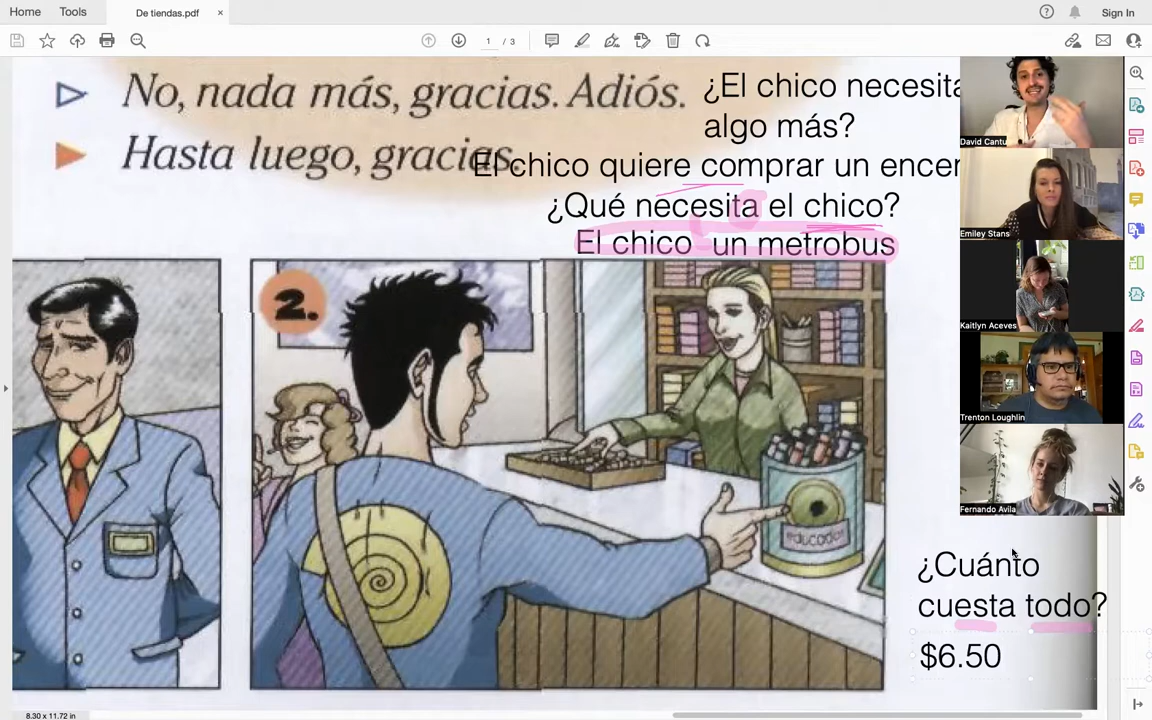 Home
Tools
De tiendas.pdf
×
?
Sign In
1 / 3
No, nada más, gracias. Adiós.
Hasta luego, gracias.
¿El chico necesita
algo más?
El chico quiere comprar un encen
¿Qué necesita el chico?
El chico un metrobus
2.
educado
¿Cuánto
cuesta todo?
$6.50
David Cantu
Emiley Stans
Kaitlyn Aceves
Trenton Loughlin
Fernando Avila
8.30 x 11.72 in